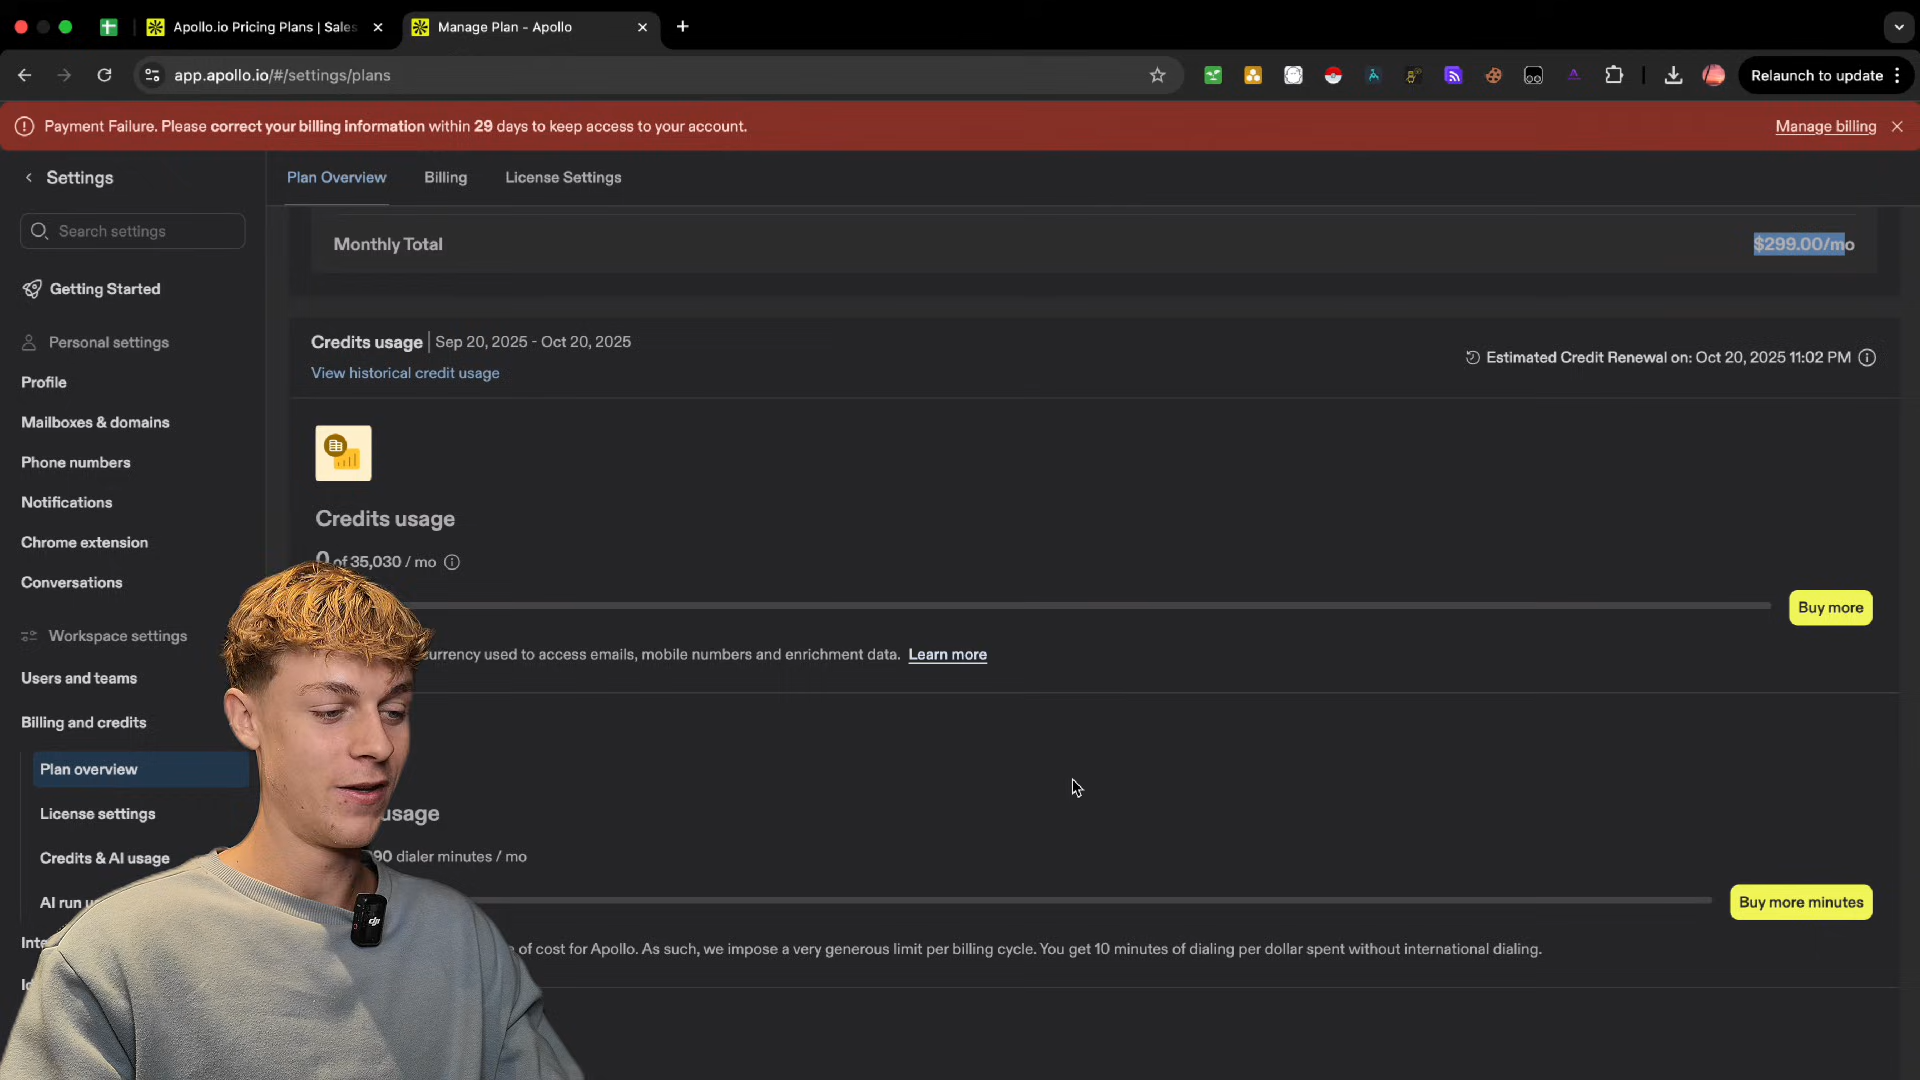 Apollo.io Pricing Plans | Sales
Manage Plan - Apollo
app.apollo.io/#/settings/plans
Relaunch to update
Payment Failure. Please correct your billing information within 29 days to keep access to your account.
Manage billing
Settings
Plan Overview
Billing
License Settings
Search settings
Monthly Total
$299.00/mo
Getting Started
Personal settings
Profile
Mailboxes & domains
Phone numbers
Notifications
Chrome extension
Conversations
Workspace settings
Users and teams
Billing and credits
Plan overview
License settings
Credits & AI usage
AI run
Credits usage | Sep 20, 2025 - Oct 20, 2025
View historical credit usage
Estimated Credit Renewal on: Oct 20, 2025 11:02 PM
Credits usage
0 of 35,030 / mo
Buy more
currency used to access emails, mobile numbers and enrichment data. Learn more
usage
90 dialer minutes / mo
Buy more minutes
of cost for Apollo. As such, we impose a very generous limit per billing cycle. You get 10 minutes of dialing per dollar spent without international dialing.
dji